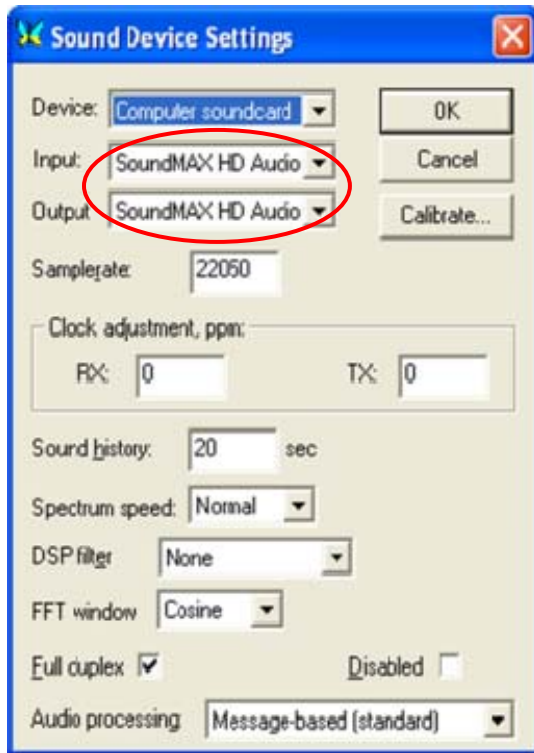 Sound Device Settings
Device: Computer soundcard OK
Input: SoundMAX HD Audio Cancel
Output SoundMAX HD Audio Calibrate...
Samplerate: 22050
Clock adjustment, ppm:
RX: 0 TX: 0
Sound history: 20 sec
Spectrum speed: Normal
DSP filter None
FFT window Cosine
Full duplex Disabled
Audio processing Message-based (standard)